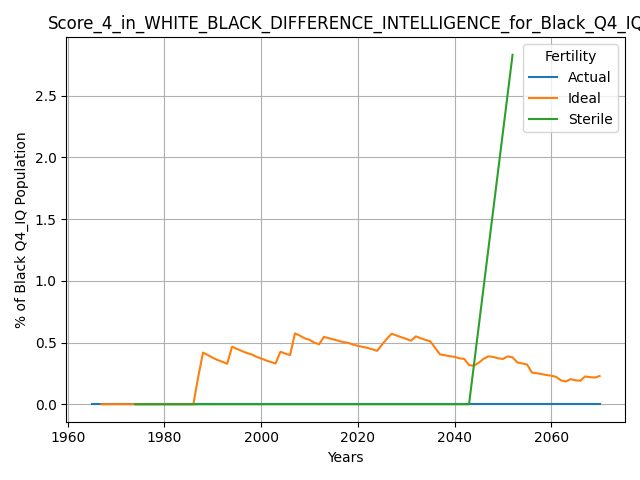 Score_4_in_WHITE_BLACK_DIFFERENCE_INTELLIGENCE_for_Black_Q4_IQ
Fertility
Actual
Ideal
Sterile
% of Black Q4_IQ Population
2.5
2.0
1.5
1.0
0.5
0.0
1960 1980 2000 2020 2040 2060
Years